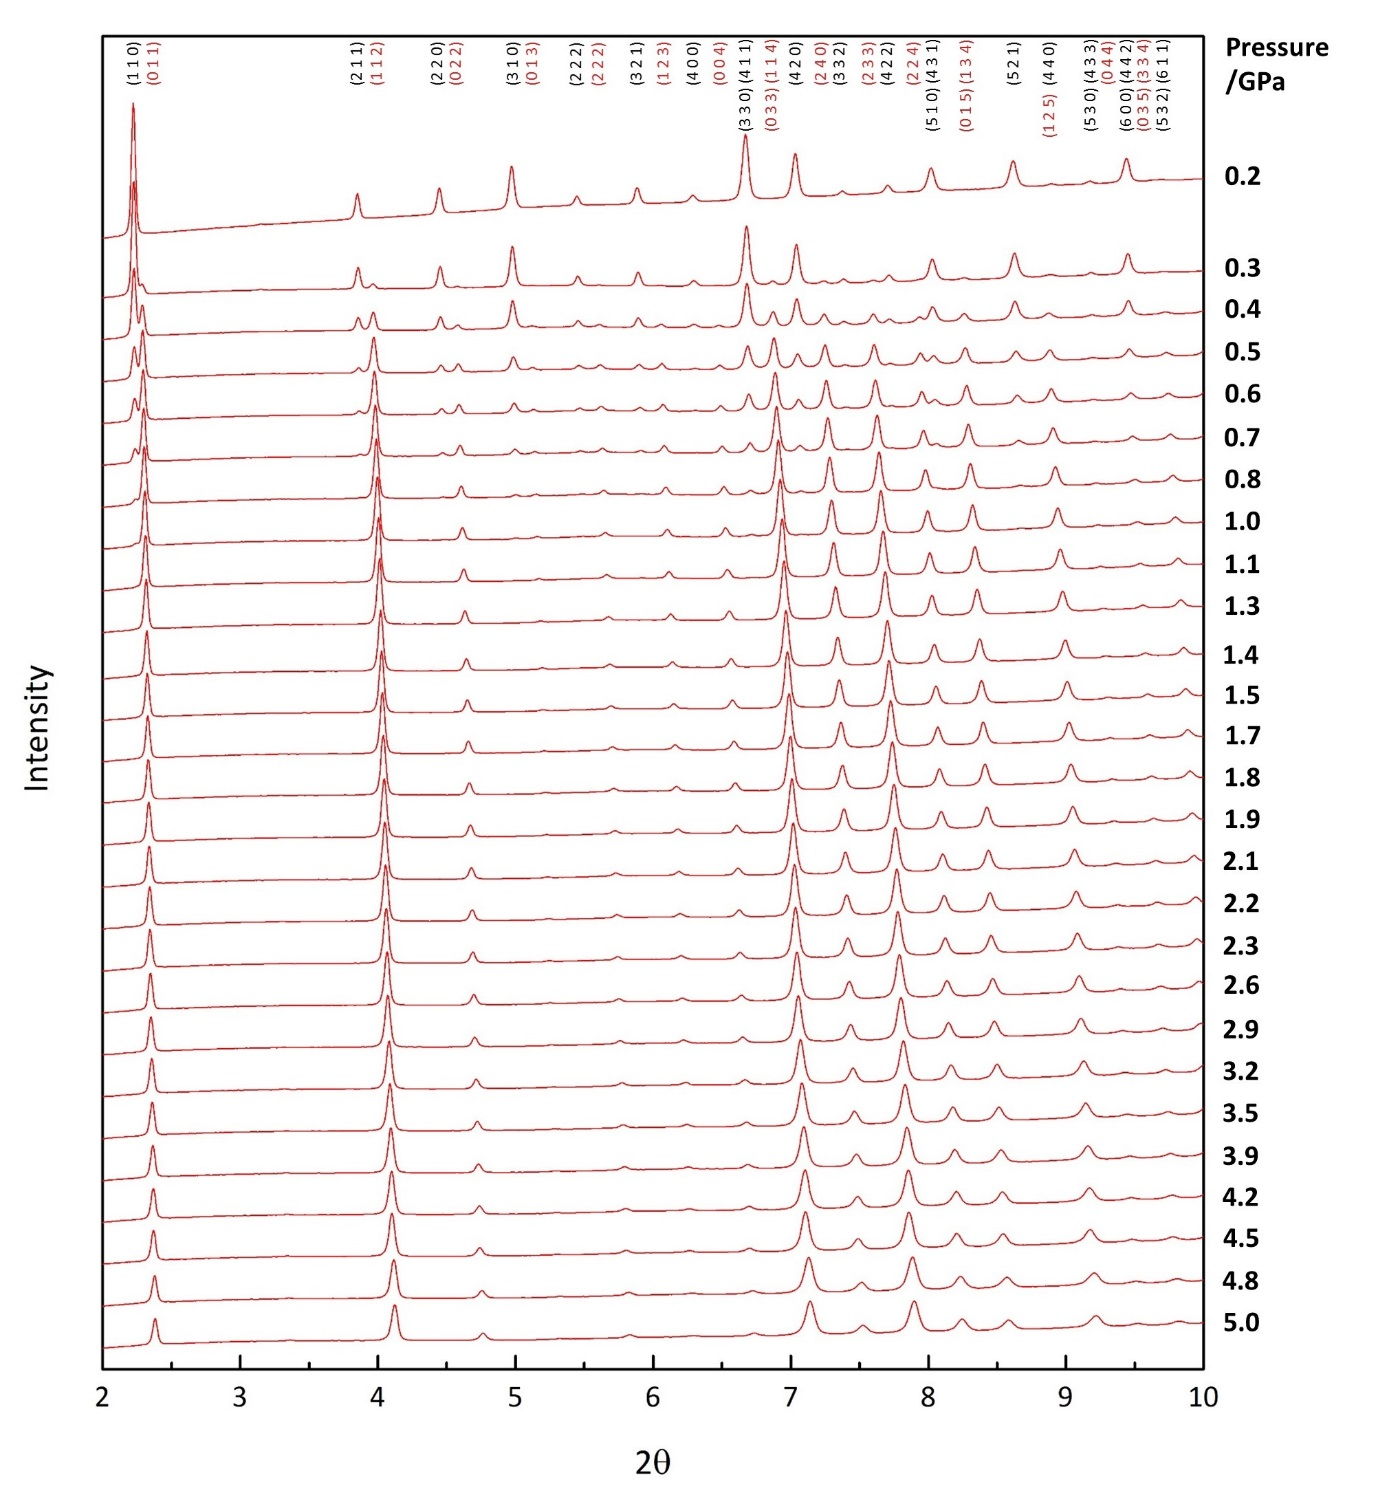 (1 1 0)
(0 1 1)
(2 1 1)
(1 1 2)
(2 2 0)
(0 2 2)
(3 1 0)
(0 1 3)
(2 2 2)
(2 2 2)
(3 2 1)
(1 2 3)
(4 0 0)
(0 0 4)
(3 3 0) (4 1 1)
(0 3 3) (1 1 4)
(4 2 0)
(2 4 0)
(3 3 2)
(2 3 3)
(4 2 2)
(2 2 4)
(5 1 0) (4 3 1)
(0 1 5) (1 3 4)
(5 2 1)
(1 2 5) (4 4 0)
(5 3 0) (4 3 3)
(0 4 4)
(6 0 0) (4 4 2)
(0 3 5) (3 3 4)
(5 3 2) (6 1 1)
Pressure
/GPa
0.2
0.3
0.4
0.5
0.6
0.7
0.8
1.0
1.1
1.3
1.4
1.5
1.7
1.8
1.9
2.1
2.2
2.3
2.6
2.9
3.2
3.5
3.9
4.2
4.5
4.8
5.0
Intensity
2 3 4 5 6 7 8 9 10
2θ